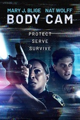 MARY J. BLIGE NAT WOLFF
BODY CAM
PROTECT
SERVE
SURVIVE